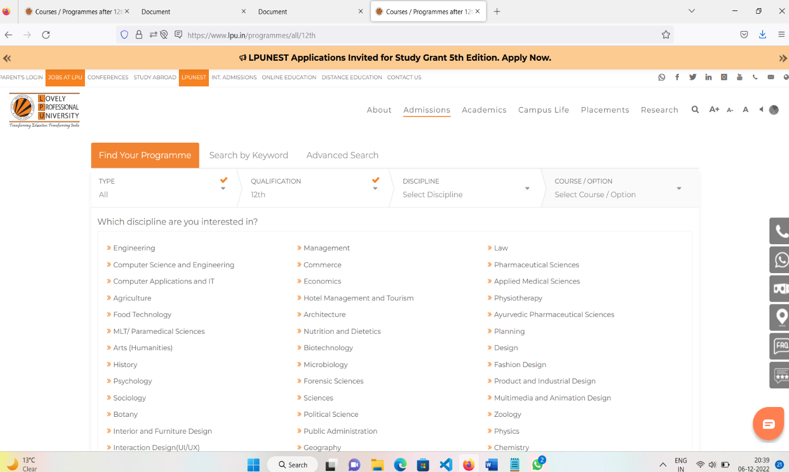 Courses / Programmes after 12t
Document
Document
Courses / Programmes after 12t
https://www.lpu.in/programmes/all/12th
LPUNEST Applications Invited for Study Grant 5th Edition. Apply Now.
PARENT'S LOGIN JOBS AT LPU CONFERENCES STUDY ABROAD LPUNEST INT. ADMISSIONS ONLINE EDUCATION DISTANCE EDUCATION CONTACT US
LOVELY
PROFESSIONAL
UNIVERSITY
Transforming Education Transforming India
About Admissions Academics Campus Life Placements Research A+ A- A
Find Your Programme Search by Keyword Advanced Search
TYPE QUALIFICATION DISCIPLINE COURSE / OPTION
All 12th Select Discipline Select Course / Option
Which discipline are you interested in?
Engineering Management Law
Computer Science and Engineering Commerce Pharmaceutical Sciences
Computer Applications and IT Economics Applied Medical Sciences
Agriculture Hotel Management and Tourism Physiotherapy
Food Technology Architecture Ayurvedic Pharmaceutical Sciences
MLT/ Paramedical Sciences Nutrition and Dietetics Planning
Arts (Humanities) Biotechnology Design
History Microbiology Fashion Design
Psychology Forensic Sciences Product and Industrial Design
Sociology Sciences Multimedia and Animation Design
Botany Political Science Zoology
Interior and Furniture Design Public Administration Physics
Interaction Design(UI/UX) Geography Chemistry
FAQ
13°C
Clear
Search
2
ENG
IN
20:39
06-12-2022